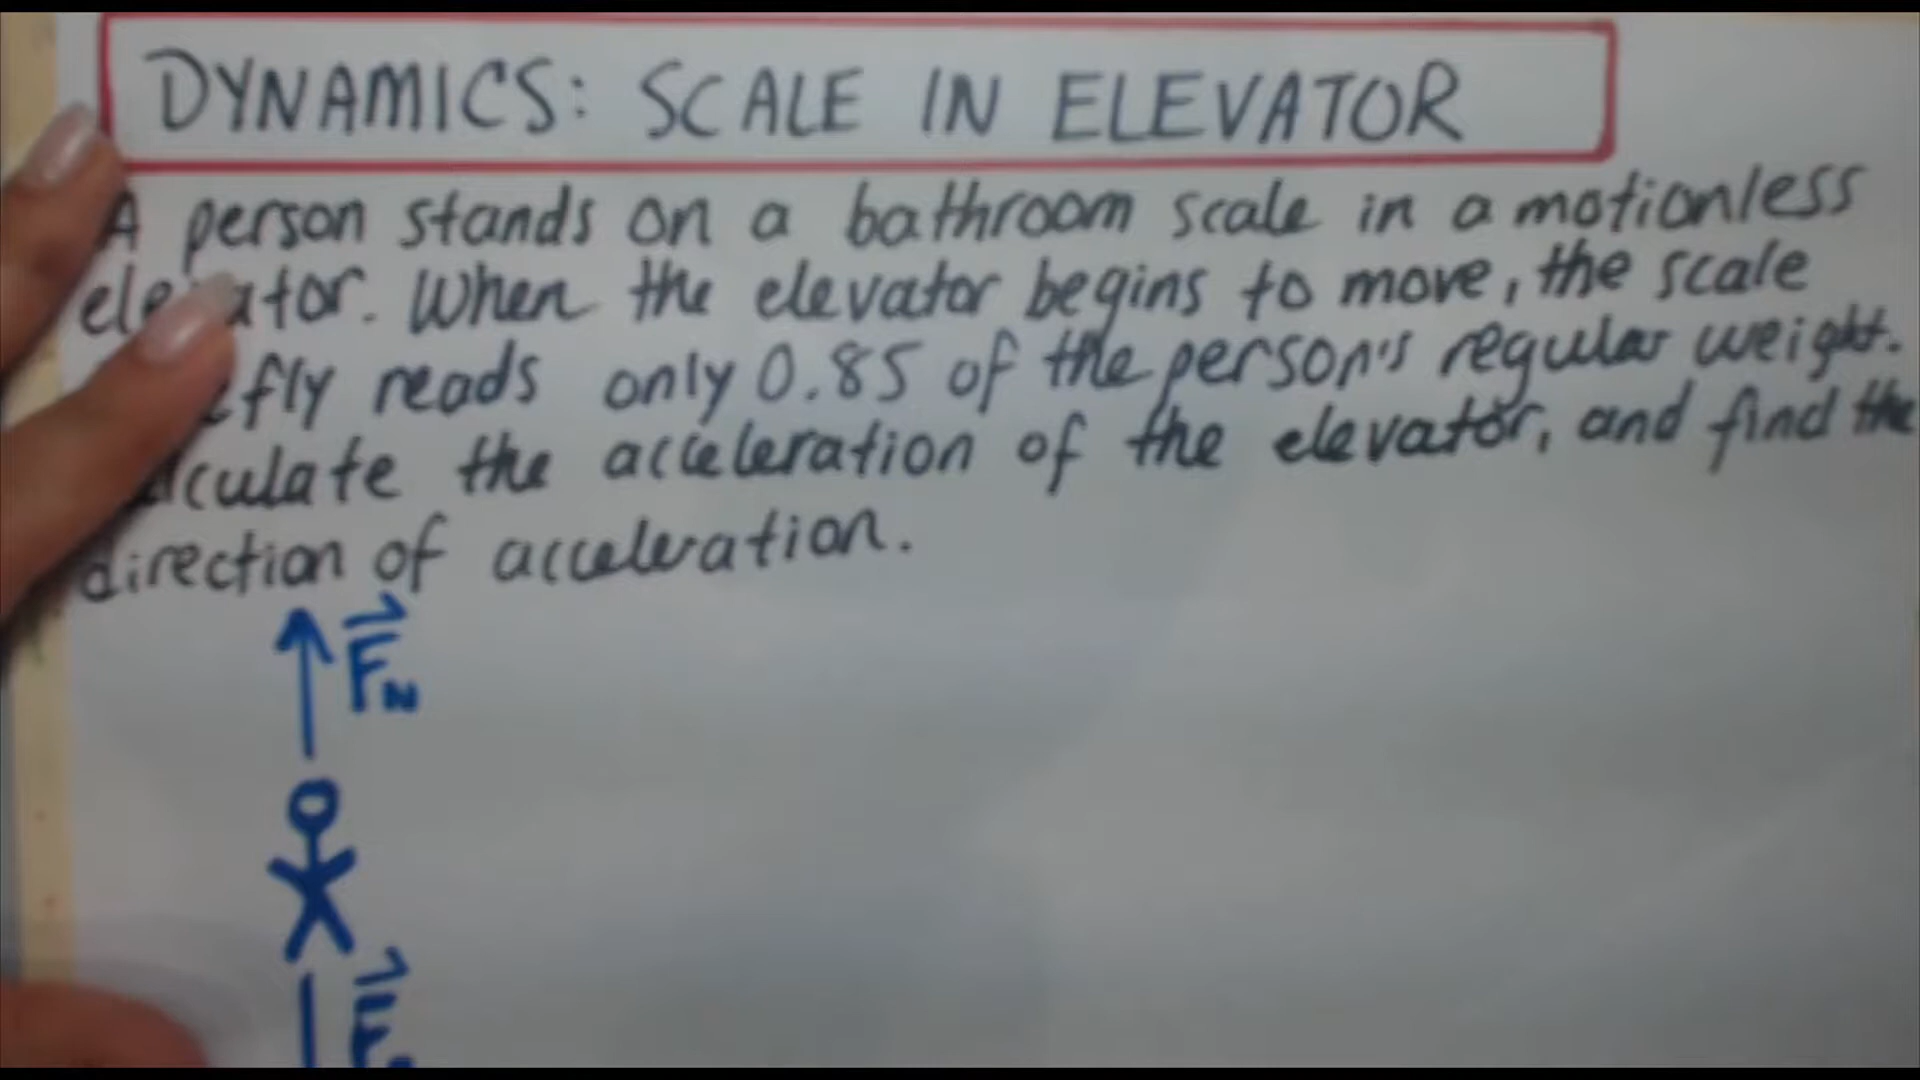 DYNAMICS: SCALE IN ELEVATOR
A person stands on a bathroom scale in a motionless
When the elevator begins to move, the scale
reads only 0.85 of the person's regular weight.
the acceleration of the elevator, and find the
direction of acceleration.
F